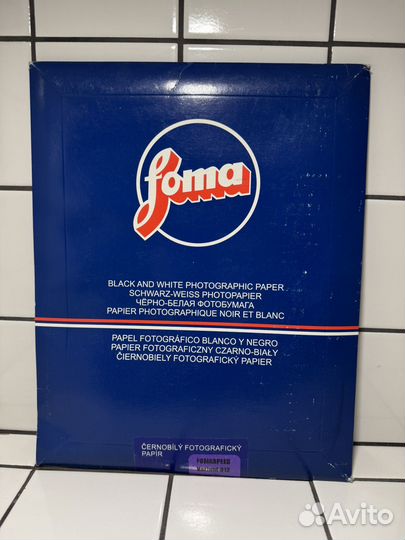 foma
BLACK AND WHITE PHOTOGRAPHIC PAPER
SCHWARZ-WEISS PHOTOPAPIER
ЧЁРНО-БЕЛАЯ ФОТОБУМАГА
PAPIER PHOTOGRAPHIQUE NOIR ET BLANC
PAPEL FOTOGRÁFICO BLANCO Y NEGRO
PAPIER FOTOGRAFICZNY CZARNO-BIAŁY
ČIERNOBIELY FOTOGRAFICKÝ PAPIER
ČERNOBÍLÝ FOTOGRAFICKÝ
PAPÍR
FOMASPEED
Avito